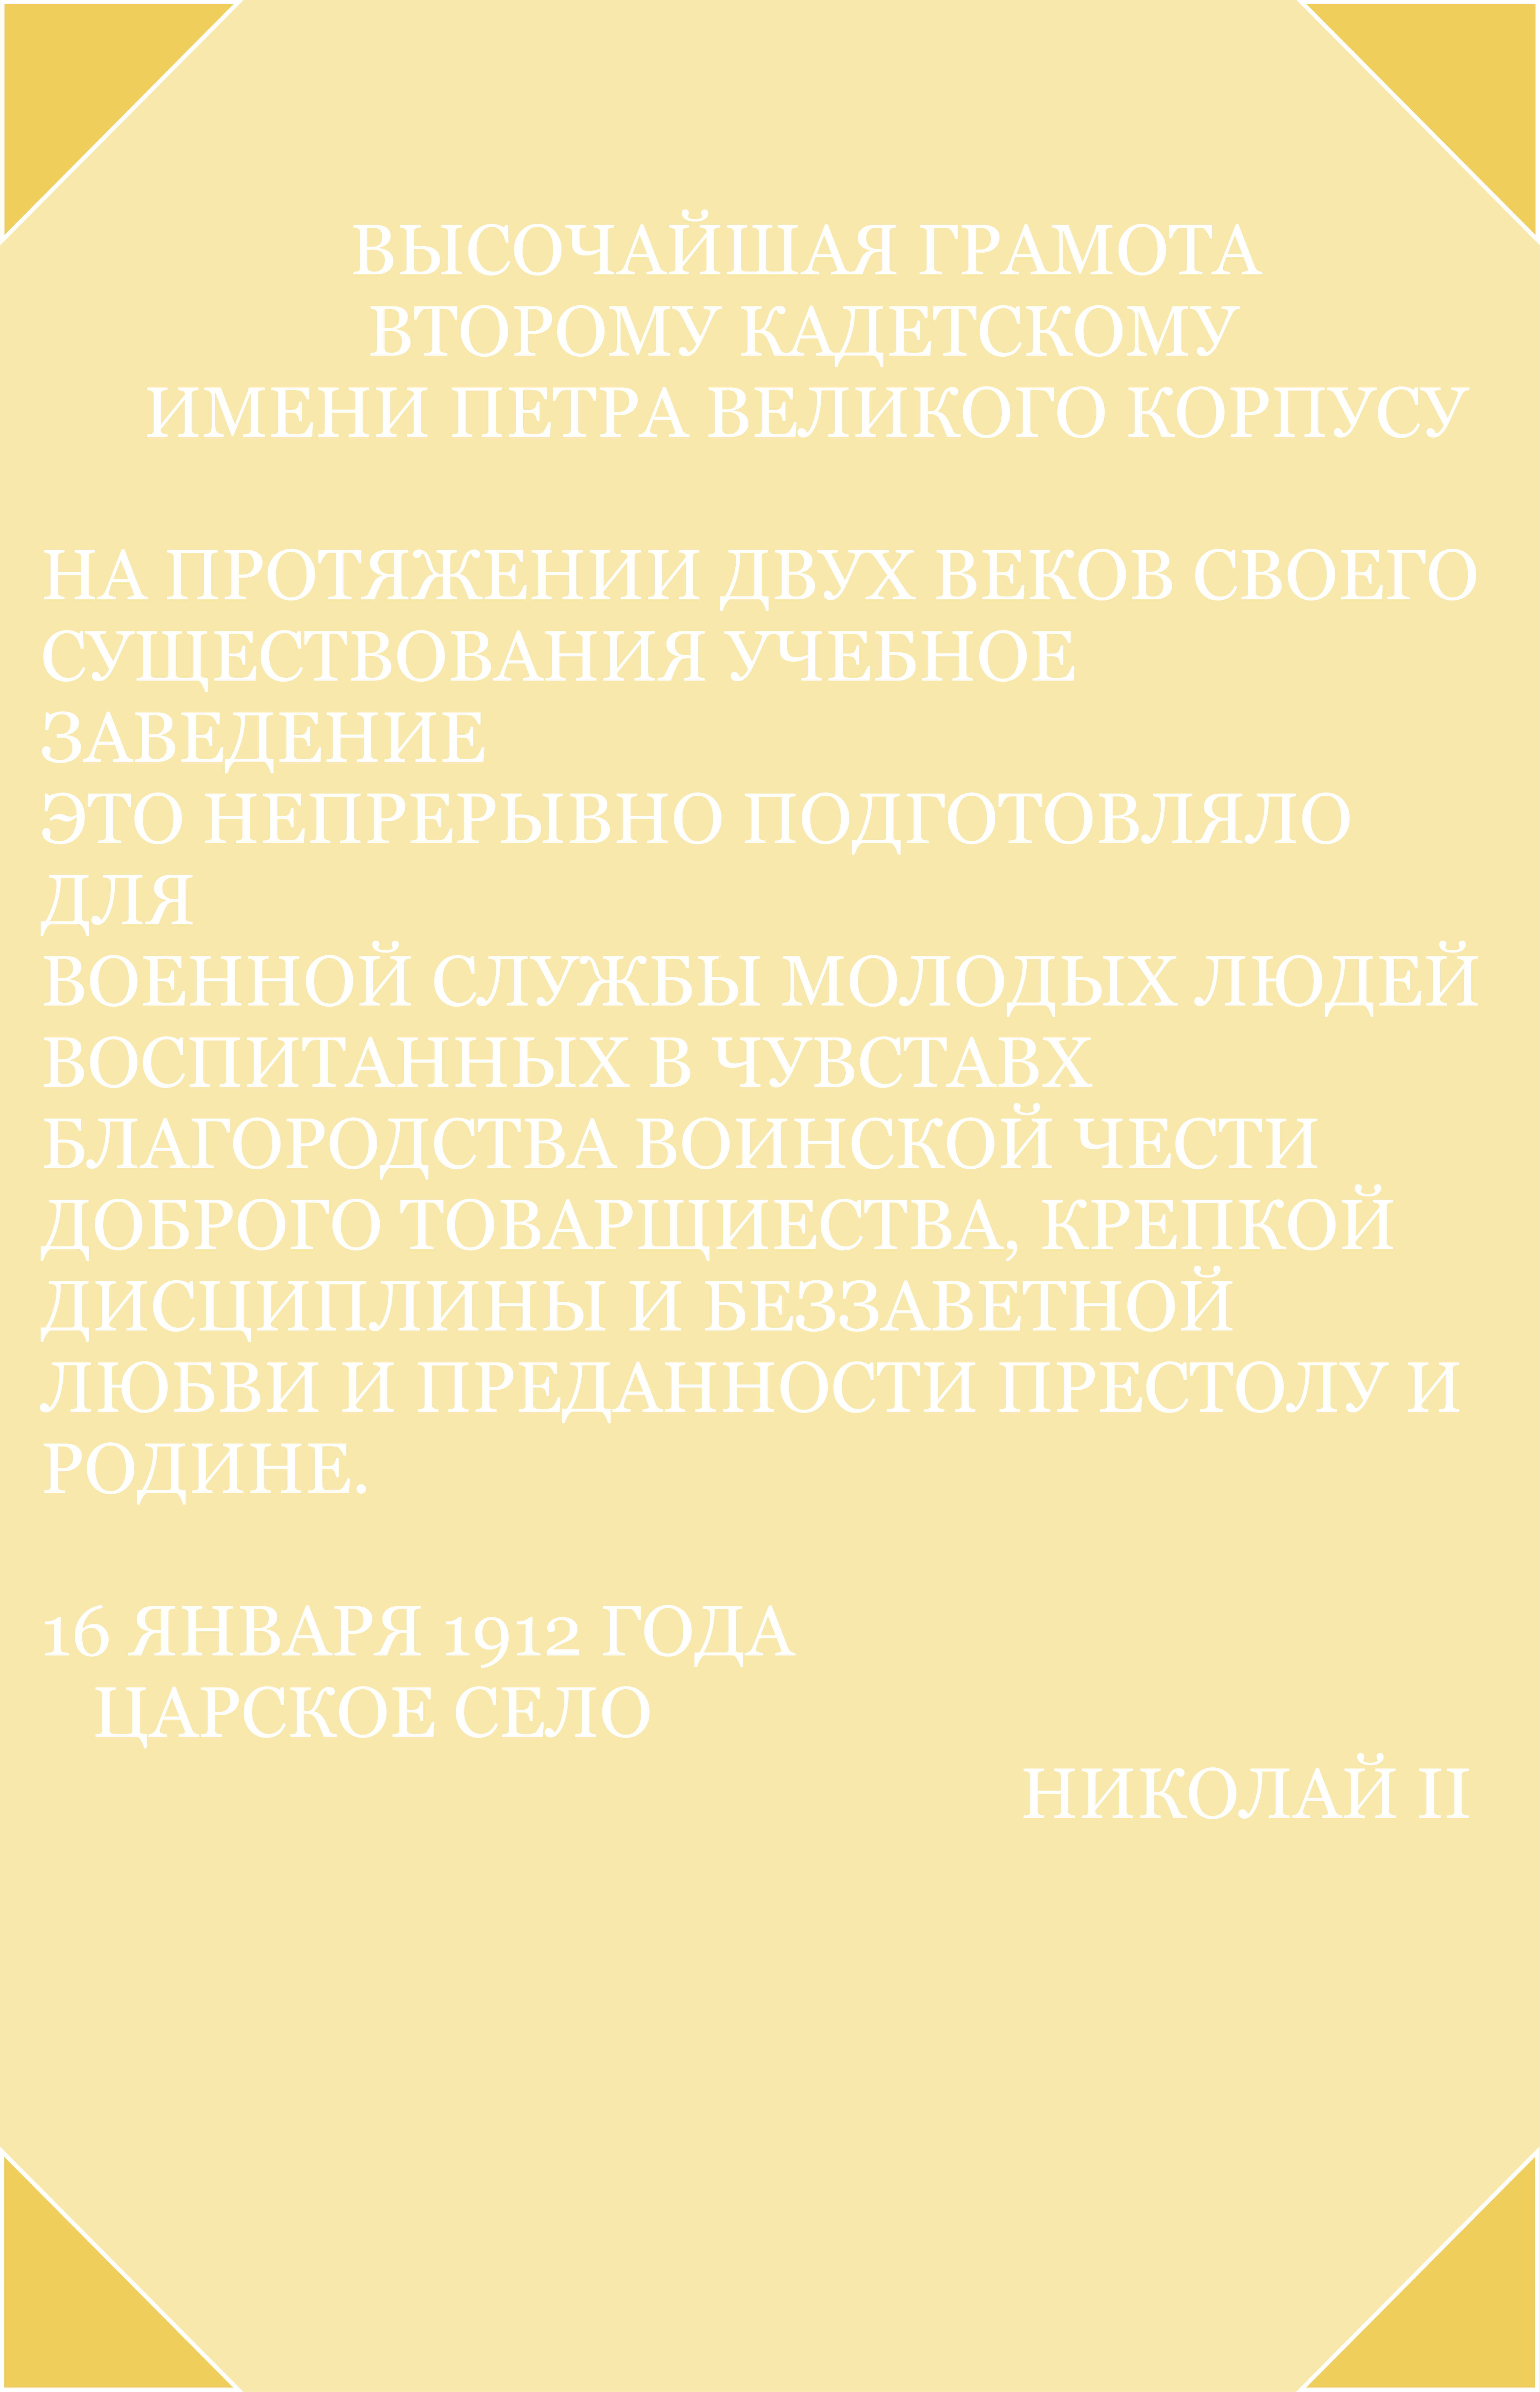 ВЫСОЧАЙШАЯ ГРАМОТА
ВТОРОМУ КАДЕТСКОМУ
ИМЕНИ ПЕТРА ВЕЛИКОГО КОРПУСУ
НА ПРОТЯЖЕНИИ ДВУХ ВЕКОВ СВОЕГО
СУЩЕСТВОВАНИЯ УЧЕБНОЕ
ЗАВЕДЕНИЕ
ЭТО НЕПРЕРЫВНО ПОДГОТОВЛЯЛО
ДЛЯ
ВОЕННОЙ СЛУЖБЫ МОЛОДЫХ ЛЮДЕЙ
ВОСПИТАННЫХ В ЧУВСТАВХ
БЛАГОРОДСТВА ВОИНСКОЙ ЧЕСТИ
ДОБРОГО ТОВАРЩИЕСТВА, КРЕПКОЙ
ДИСЦИПЛИНЫ И БЕЗЗАВЕТНОЙ
ЛЮБВИ И ПРЕДАННОСТИ ПРЕСТОЛУ И
РОДИНЕ.
16 ЯНВАРЯ 1912 ГОДА
ЦАРСКОЕ СЕЛО
НИКОЛАЙ II